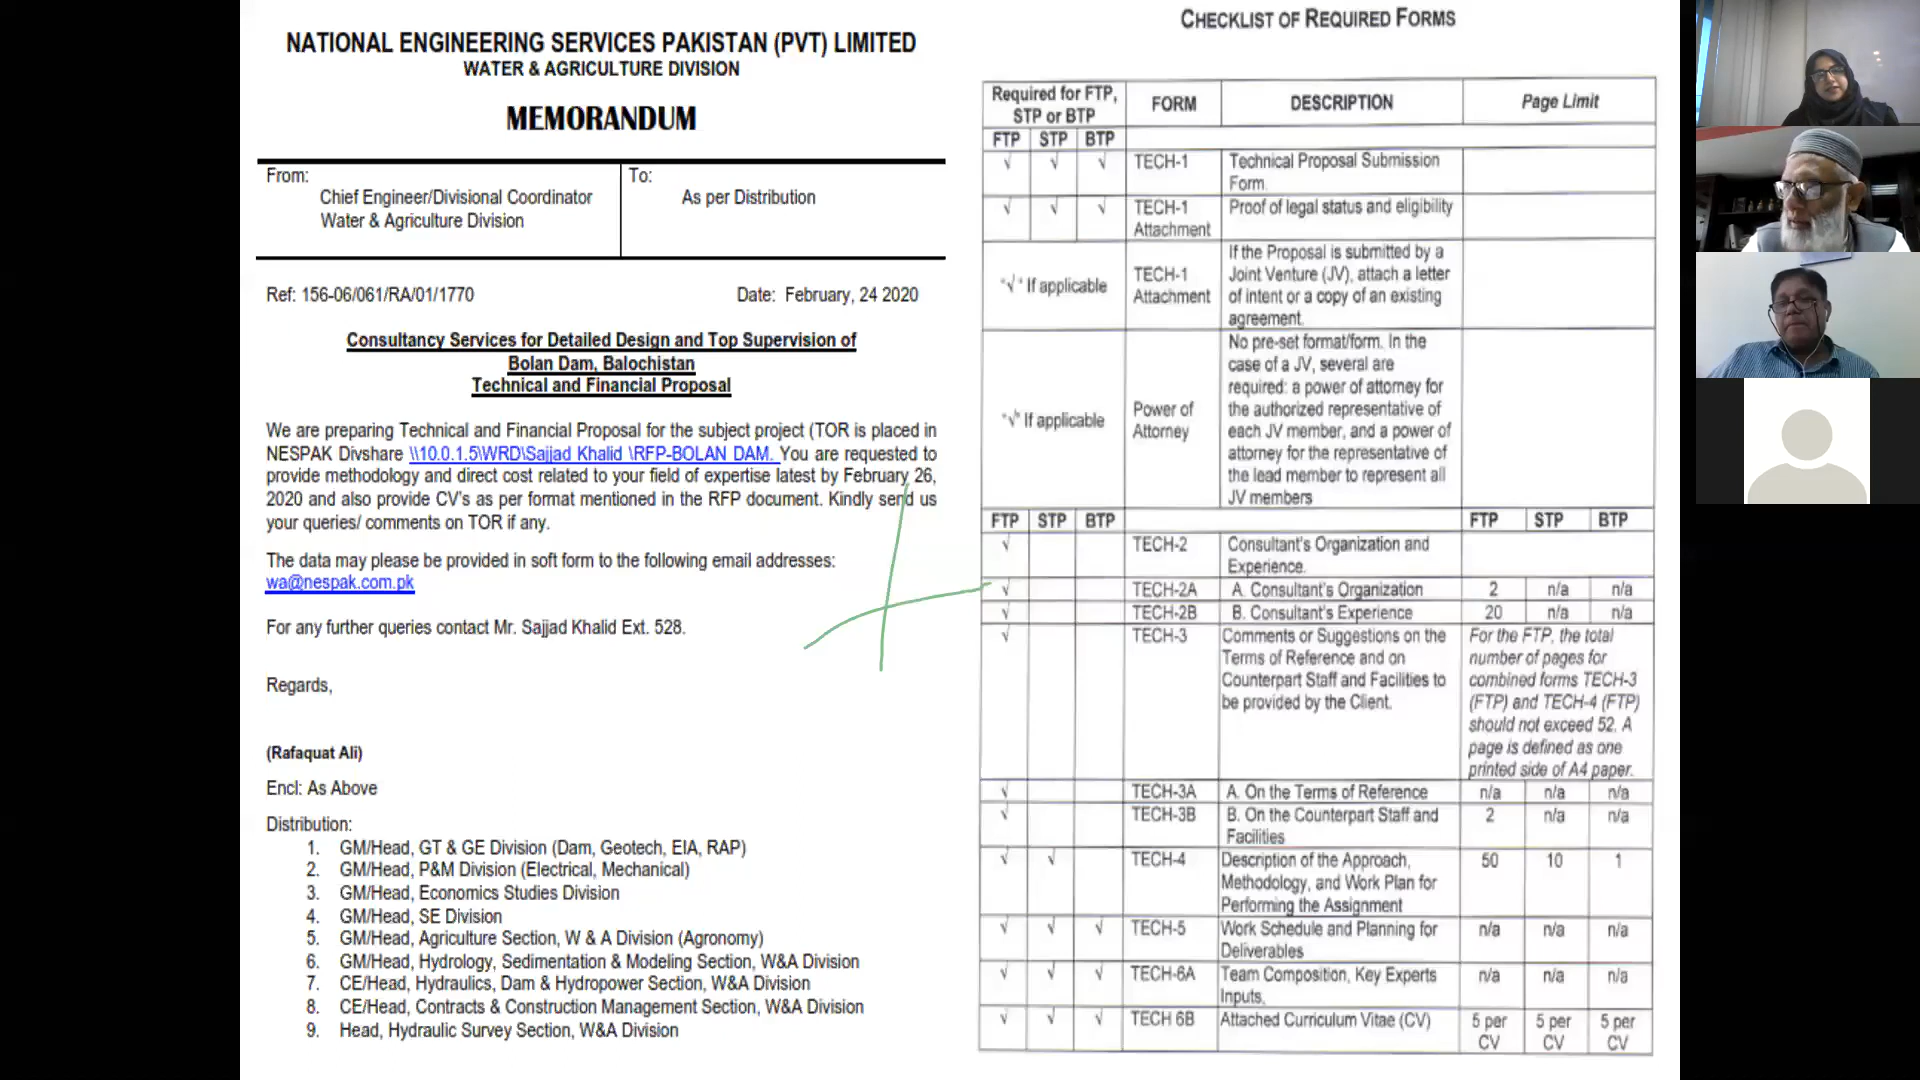 NATIONAL ENGINEERING SERVICES PAKISTAN (PVT) LIMITED
WATER & AGRICULTURE DIVISION
MEMORANDUM
From:
Chief Engineer/Divisional Coordinator
Water & Agriculture Division
To:
As per Distribution
Ref: 156-06/061/RA/01/1770
Date: February, 24 2020
Consultancy Services for Detailed Design and Top Supervision of
Bolan Dam, Balochistan
Technical and Financial Proposal
We are preparing Technical and Financial Proposal for the subject project (TOR is placed in
NESPAK Divshare \\10.0.1.5\WRD\Sajjad Khalid \RFP-BOLAN DAM. You are requested to
provide methodology and direct cost related to your field of expertise latest by February 26,
2020 and also provide CV's as per format mentioned in the RFP document. Kindly send us
your queries/ comments on TOR if any.
The data may please be provided in soft form to the following email addresses:
wa@nespak.com.pk
For any further queries contact Mr. Sajjad Khalid Ext. 528.
Regards,
(Rafaquat Ali)
Encl: As Above
Distribution:
1. GM/Head, GT & GE Division (Dam, Geotech, EIA, RAP)
2. GM/Head, P&M Division (Electrical, Mechanical)
3. GM/Head, Economics Studies Division
4. GM/Head, SE Division
5. GM/Head, Agriculture Section, W & A Division (Agronomy)
6. GM/Head, Hydrology, Sedimentation & Modeling Section, W&A Division
7. CE/Head, Hydraulics, Dam & Hydropower Section, W&A Division
8. CE/Head, Contracts & Construction Management Section, W&A Division
9. Head, Hydraulic Survey Section, W&A Division
CHECKLIST OF REQUIRED FORMS
Required for FTP,
STP or BTP
FORM
DESCRIPTION
Page Limit
FTP STP BTP
√ √ √ TECH-1 Technical Proposal Submission
Form.
√ √ √ TECH-1
Attachment
Proof of legal status and eligibility
"√" If applicable
TECH-1
Attachment
If the Proposal is submitted by a
Joint Venture (JV), attach a letter
of intent or a copy of an existing
agreement.
"√" If applicable
Power of
Attorney
No pre-set format/form. In the
case of a JV, several are
required: a power of attorney for
the authorized representative of
each JV member, and a power of
attorney for the representative of
the lead member to represent all
JV members
FTP STP BTP FTP STP BTP
√ TECH-2 Consultant's Organization and
Experience.
√ TECH-2A A. Consultant's Organization 2 n/a n/a
√ TECH-2B B. Consultant's Experience 20 n/a n/a
√ TECH-3 Comments or Suggestions on the
Terms of Reference and on
Counterpart Staff and Facilities to
be provided by the Client.
For the FTP, the total
number of pages for
combined forms TECH-3
(FTP) and TECH-4 (FTP)
should not exceed 52. A
page is defined as one
printed side of A4 paper.
√ TECH-3A A. On the Terms of Reference n/a n/a n/a
√ TECH-3B B. On the Counterpart Staff and
Facilities
2 n/a n/a
√ √ TECH-4 Description of the Approach,
Methodology, and Work Plan for
Performing the Assignment
50 10 1
√ √ √ TECH-5 Work Schedule and Planning for
Deliverables
n/a n/a n/a
√ √ √ TECH-6A Team Composition, Key Experts
Inputs,
n/a n/a n/a
√ √ √ TECH 6B Attached Curriculum Vitae (CV)
5 per
CV
5 per
CV
5 per
CV